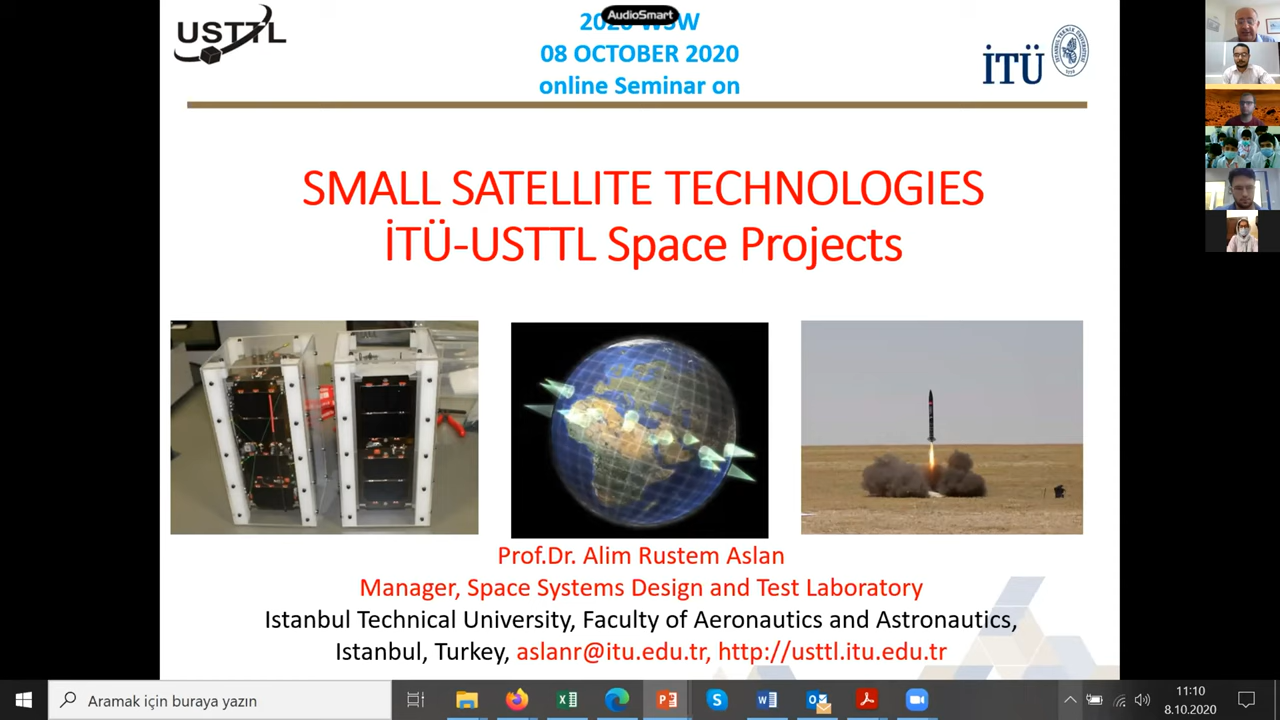 USTTL
AudioSmart
08 OCTOBER 2020
online Seminar on
İTÜ
SMALL SATELLITE TECHNOLOGIES
İTÜ-USTTL Space Projects
Prof.Dr. Alim Rustem Aslan
Manager, Space Systems Design and Test Laboratory
Istanbul Technical University, Faculty of Aeronautics and Astronautics,
Istanbul, Turkey, aslanr@itu.edu.tr, http://usttl.itu.edu.tr
Aramak için buraya yazın
11:10
8.10.2020